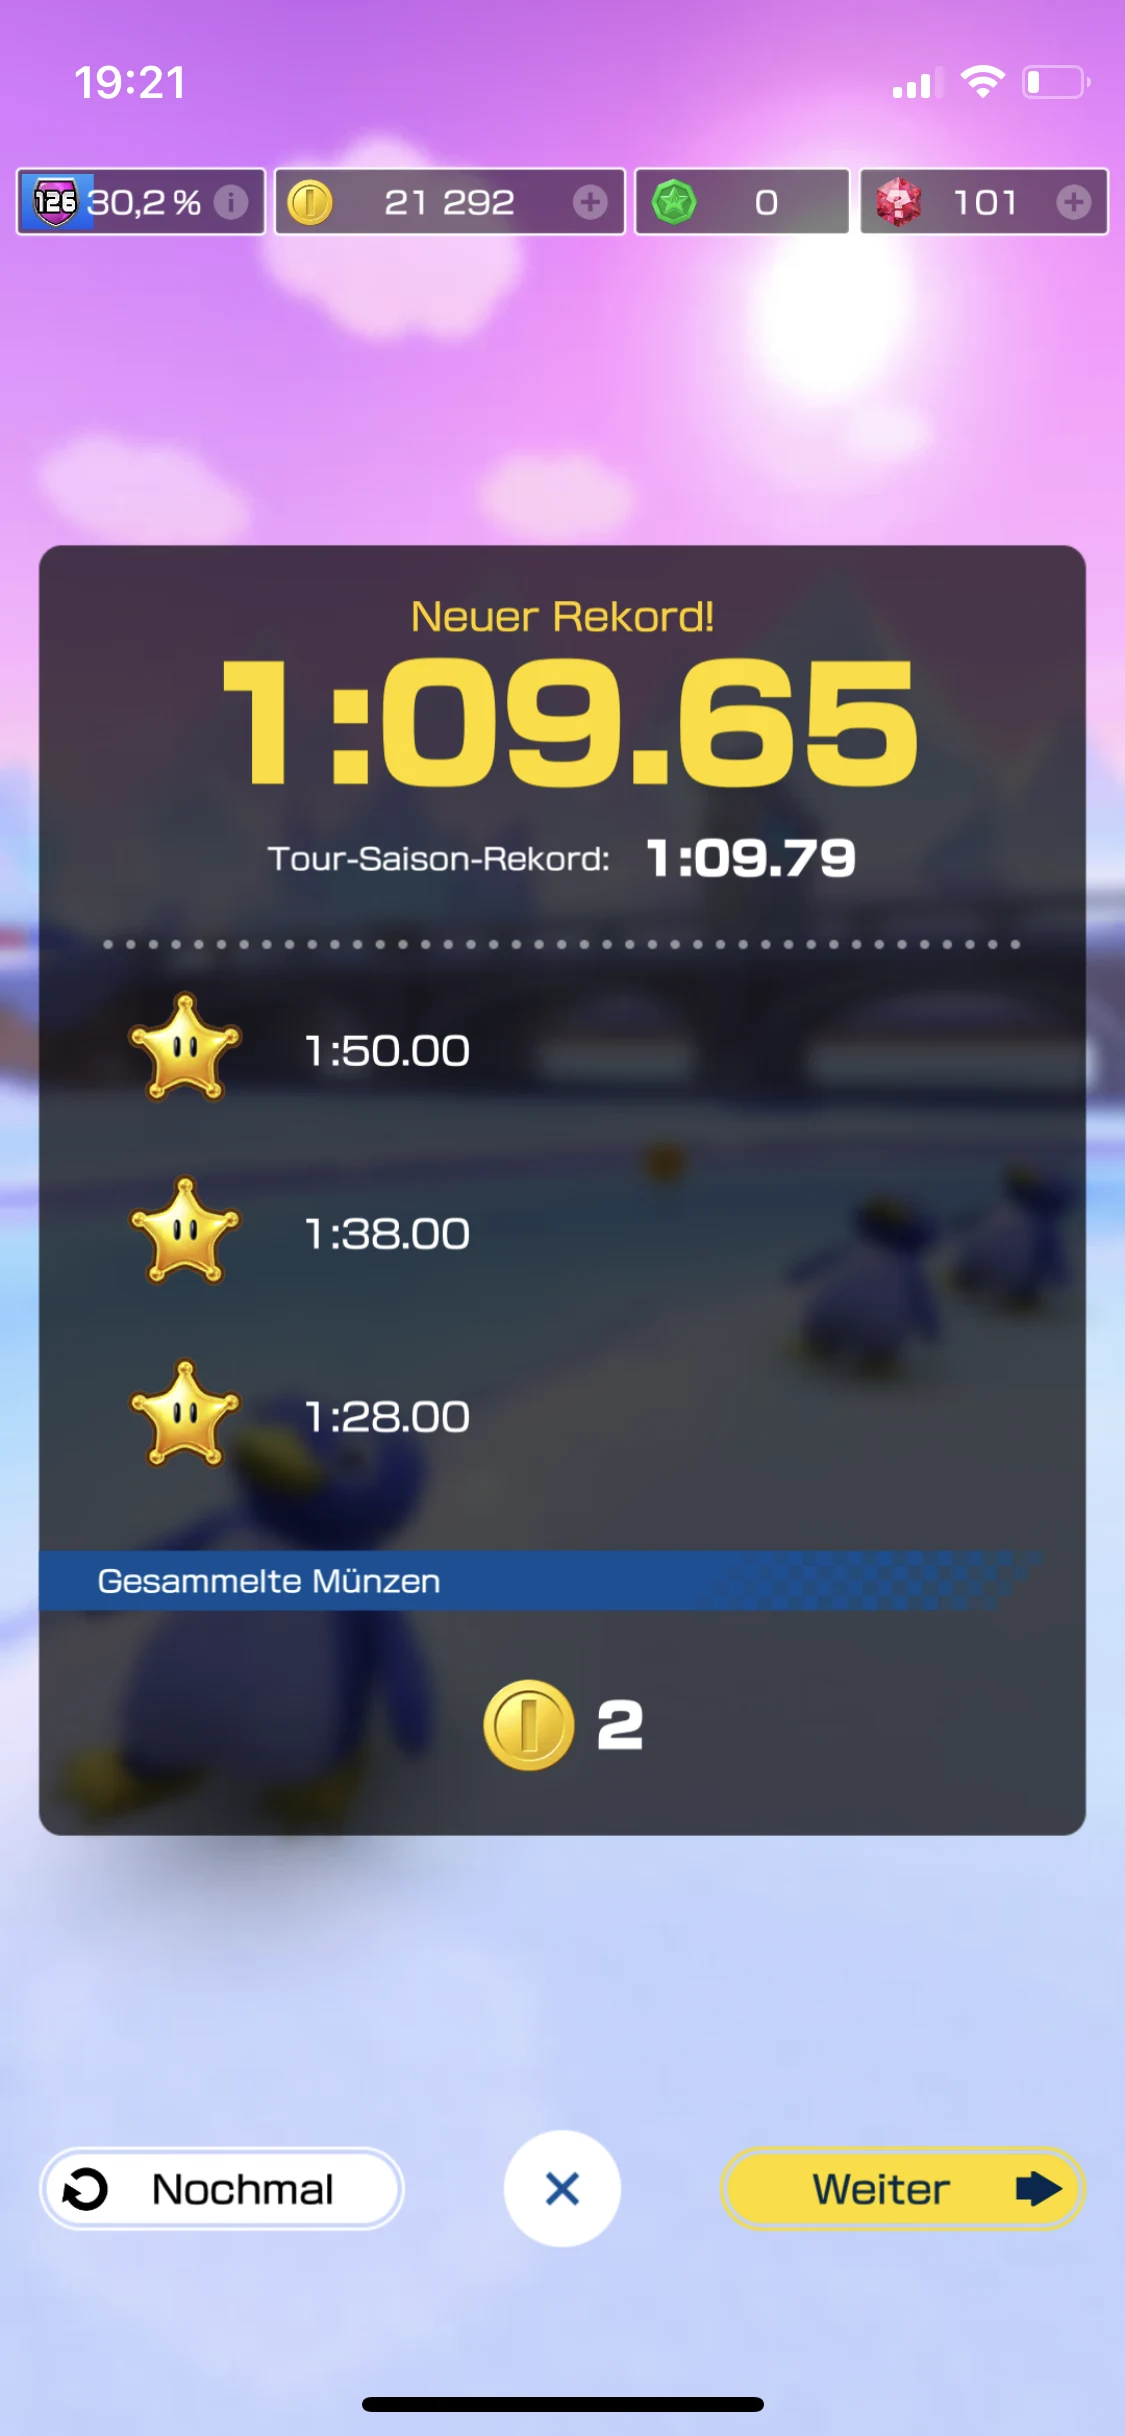 19:21
126 30,2 % i 21 292 + 0 101 +
Neuer Rekord!
1:09.65
Tour-Saison-Rekord: 1:09.79
1:50.00
1:38.00
1:28.00
Gesammelte Münzen
2
Nochmal × Weiter